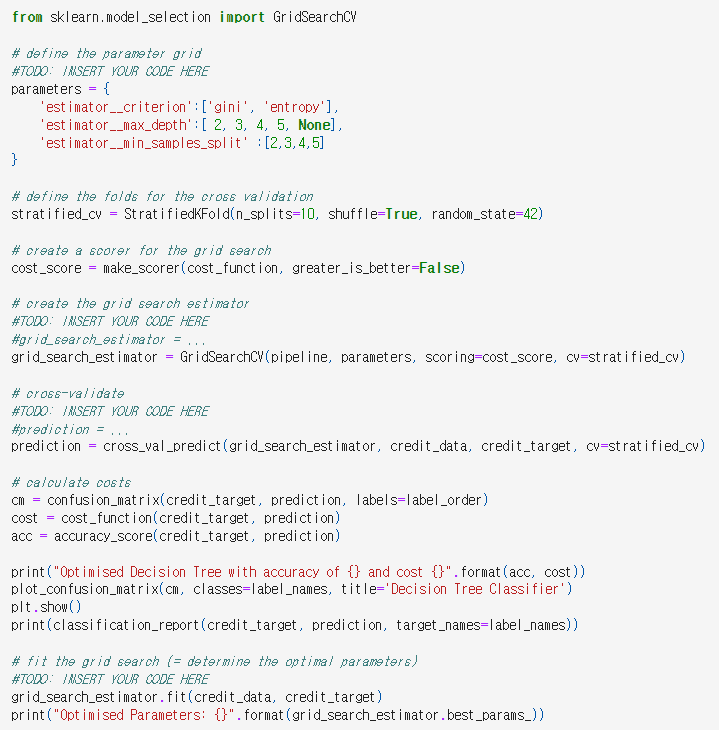 from sklearn.model_selection import GridSearchCV
# define the parameter grid
#TODO: INSERT YOUR CODE HERE
parameters = {
    'estimator__criterion':['gini', 'entropy'],
    'estimator__max_depth':[ 2, 3, 4, 5, None],
    'estimator__min_samples_split' :[2,3,4,5]
}
# define the folds for the cross validation
stratified_cv = StratifiedKFold(n_splits=10, shuffle=True, random_state=42)
# create a scorer for the grid search
cost_score = make_scorer(cost_function, greater_is_better=False)
# create the grid search estimator
#TODO: INSERT YOUR CODE HERE
#grid_search_estimator = ...
grid_search_estimator = GridSearchCV(pipeline, parameters, scoring=cost_score, cv=stratified_cv)
# cross-validate
#TODO: INSERT YOUR CODE HERE
#prediction = ...
prediction = cross_val_predict(grid_search_estimator, credit_data, credit_target, cv=stratified_cv)
# calculate costs
cm = confusion_matrix(credit_target, prediction, labels=label_order)
cost = cost_function(credit_target, prediction)
acc = accuracy_score(credit_target, prediction)
print("Optimised Decision Tree with accuracy of {} and cost {}".format(acc, cost))
plot_confusion_matrix(cm, classes=label_names, title='Decision Tree Classifier')
plt.show()
print(classification_report(credit_target, prediction, target_names=label_names))
# fit the grid search (= determine the optimal parameters)
#TODO: INSERT YOUR CODE HERE
grid_search_estimator.fit(credit_data, credit_target)
print("Optimised Parameters: {}".format(grid_search_estimator.best_params_))